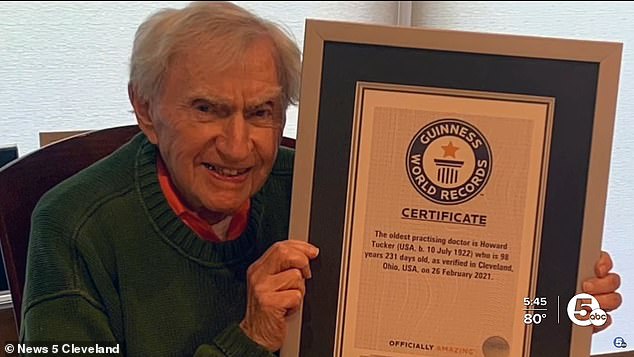 GUINNESS
WORLD RECORDS
CERTIFICATE
The oldest practising doctor is Howard
Tucker (USA, b. 10 July 1922) who is 98
years 231 days old, as verified in Cleveland,
Ohio, USA, on 26 February 2021.
OFFICIALLY AMAZING
5:45
80°
5
abc
5
© News 5 Cleveland